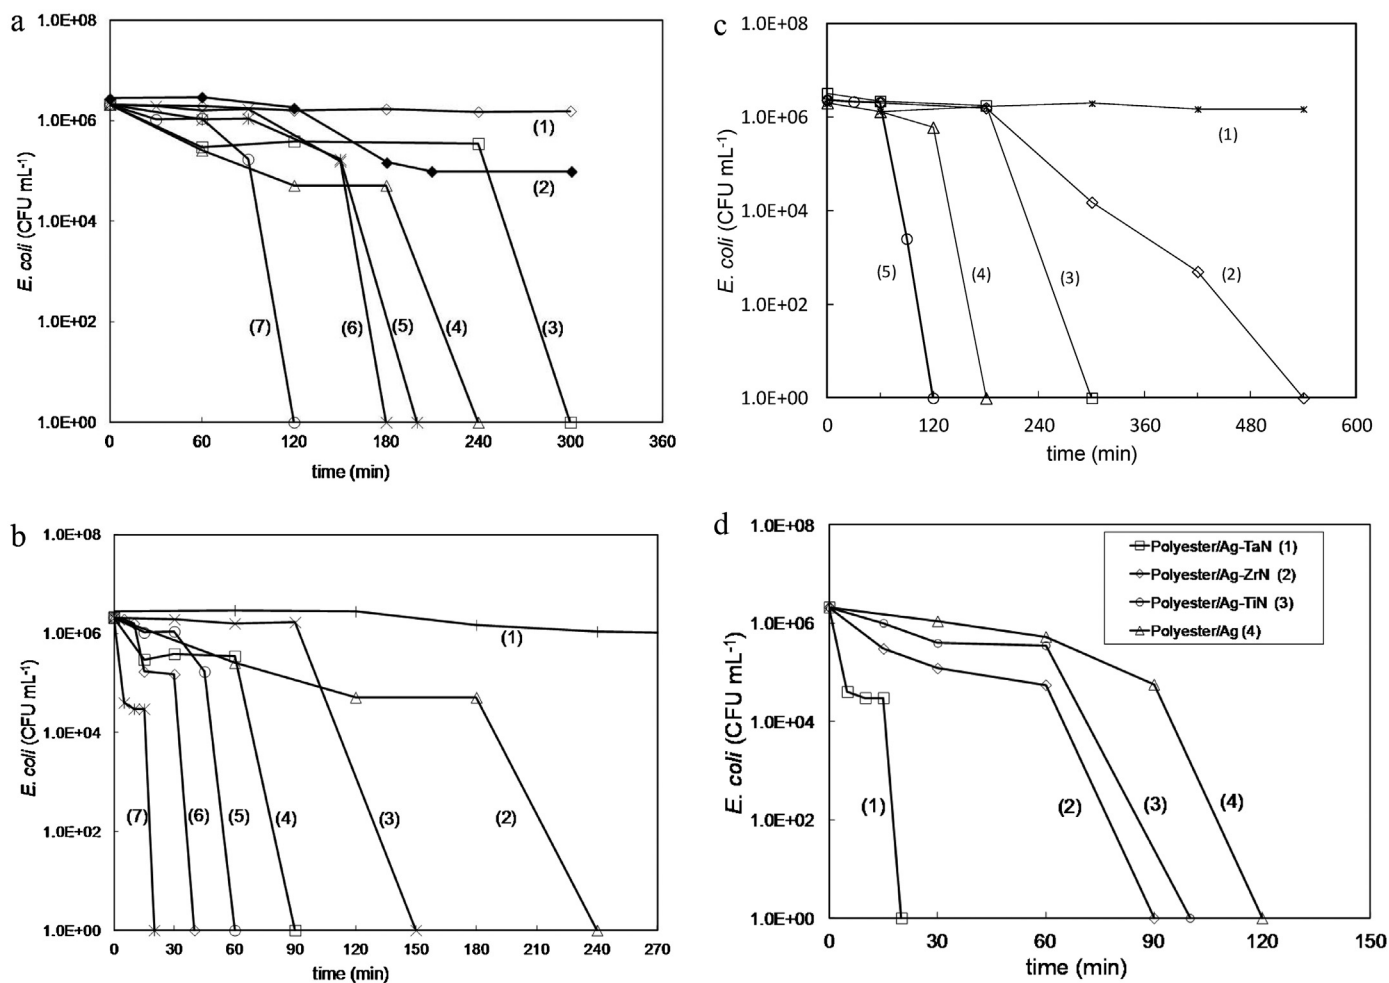 a
1.0E+08
1.0E+06
1.0E+04
1.0E+02
1.0E+00
E. coli (CFU mL-1)
(1)
(2)
(7)
(6)
(5)
(4)
(3)
0 60 120 180 240 300 360
time (min)
c
1.0E+08
1.0E+06
1.0E+04
1.0E+02
1.0E+00
E. coli (CFU mL-1)
(1)
(5)
(4)
(3)
(2)
0 120 240 360 480 600
time (min)
b
1.0E+08
1.0E+06
1.0E+04
1.0E+02
1.0E+00
E. coli (CFU mL-1)
(1)
(7)
(6)
(5)
(4)
(3)
(2)
0 30 60 90 120 150 180 210 240 270
time (min)
d
1.0E+08
1.0E+06
1.0E+04
1.0E+02
1.0E+00
E. coli (CFU mL-1)
Polyester/Ag-TaN (1)
Polyester/Ag-ZrN (2)
Polyester/Ag-TiN (3)
Polyester/Ag (4)
(1)
(2)
(3)
(4)
0 30 60 90 120 150
time (min)